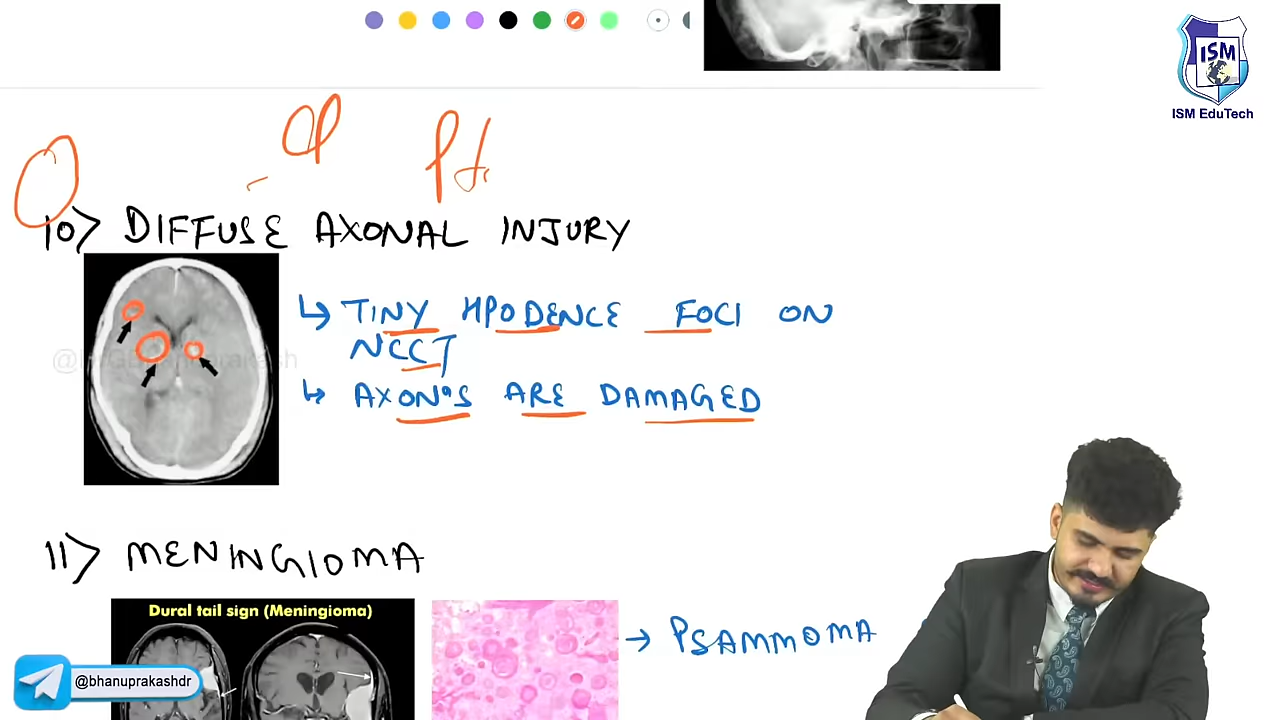 ISM
ISM EduTech
10> DIFFUSE AXONAL INJURY
↳ TINY HPODENCE FOCI ON
NCCT
↳ AXON'S ARE DAMAGED
11> MENINGIOMA
Dural tail sign (Meningioma)
→ PSAMMOMA
@bhanuprakashdr